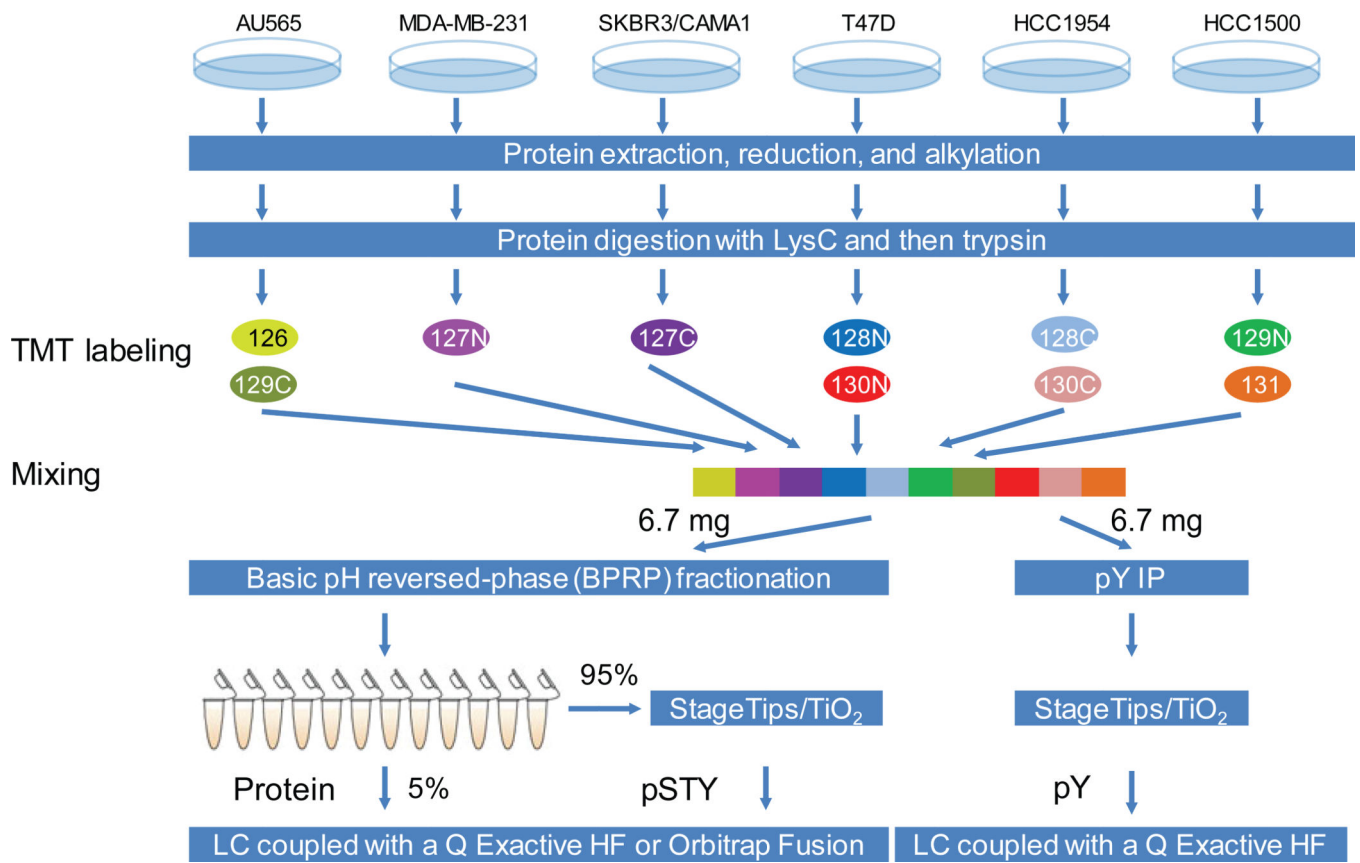 AU565 MDA-MB-231 SKBR3/CAMA1 T47D HCC1954 HCC1500
Protein extraction, reduction, and alkylation
Protein digestion with LysC and then trypsin
TMT labeling
126 127N 127C 128N 128C 129N
129C 130N 130C 131
Mixing
6.7 mg 6.7 mg
Basic pH reversed-phase (BPRP) fractionation pY IP
95%
StageTips/TiO₂ StageTips/TiO₂
Protein 5% pSTY pY
LC coupled with a Q Exactive HF or Orbitrap Fusion LC coupled with a Q Exactive HF